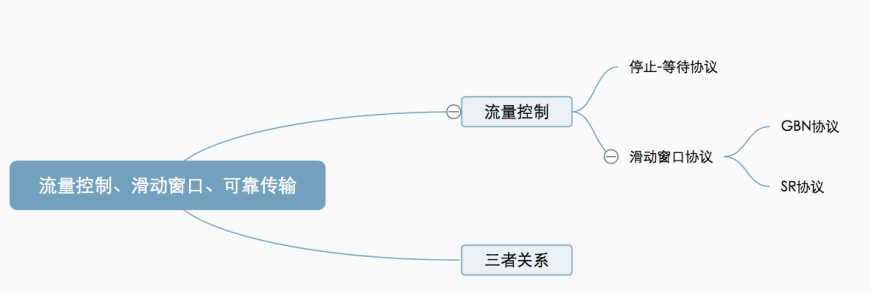 停止-等待协议
流量控制
GBN协议
滑动窗口协议
流量控制、滑动窗口、可靠传输
SR协议
三者关系